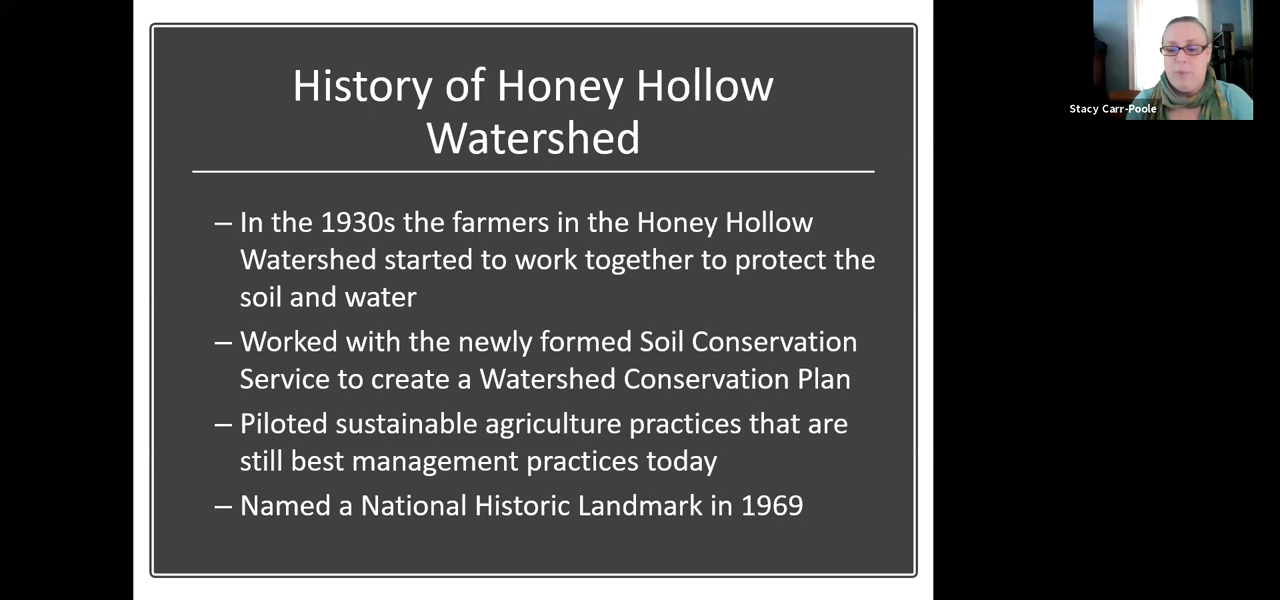 History of Honey Hollow
Watershed
– In the 1930s the farmers in the Honey Hollow
Watershed started to work together to protect the
soil and water
– Worked with the newly formed Soil Conservation
Service to create a Watershed Conservation Plan
– Piloted sustainable agriculture practices that are
still best management practices today
– Named a National Historic Landmark in 1969
Stacy Carr-Poole